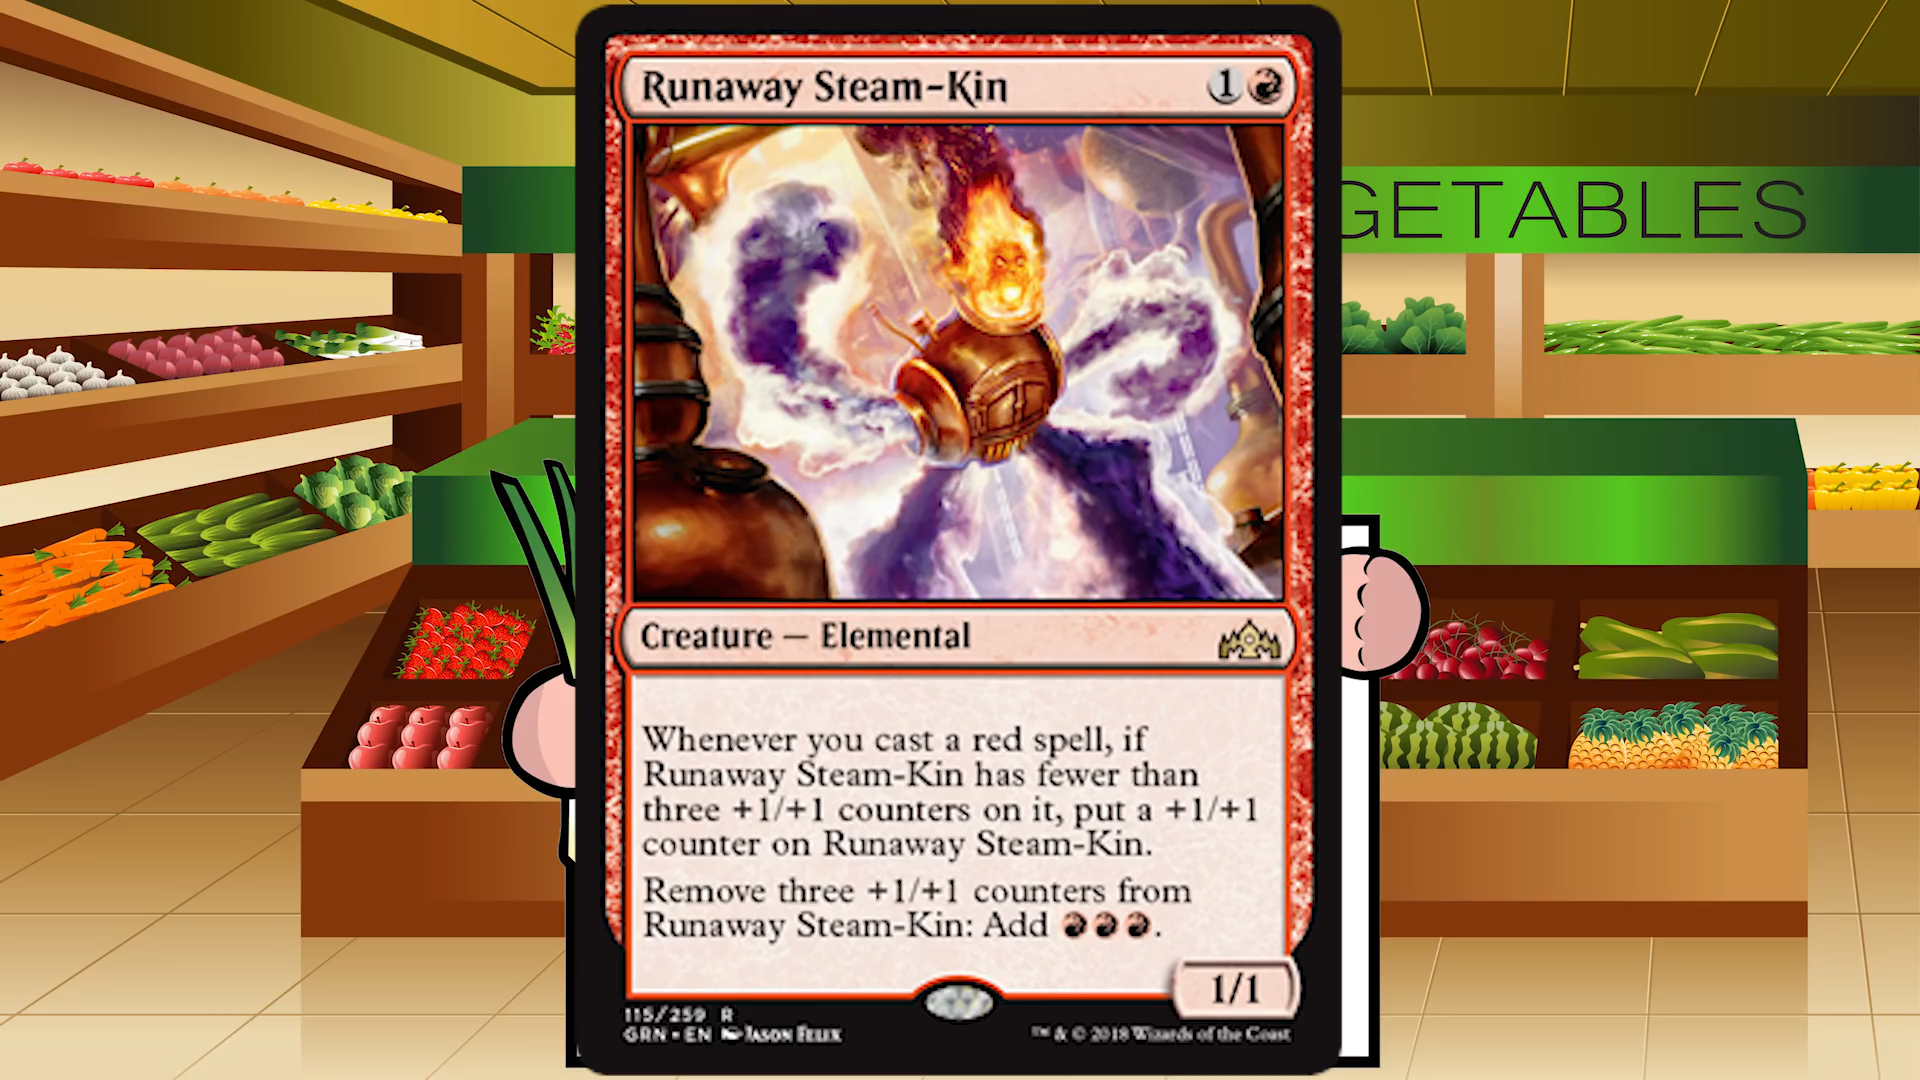 Runaway Steam-Kin 1
GETABLES
Creature — Elemental
Whenever you cast a red spell, if
Runaway Steam-Kin has fewer than
three +1/+1 counters on it, put a +1/+1
counter on Runaway Steam-Kin.
Remove three +1/+1 counters from
Runaway Steam-Kin: Add .
1/1
115/259 R
GRN • EN Jason Felix
™ & © 2018 Wizards of the Coast